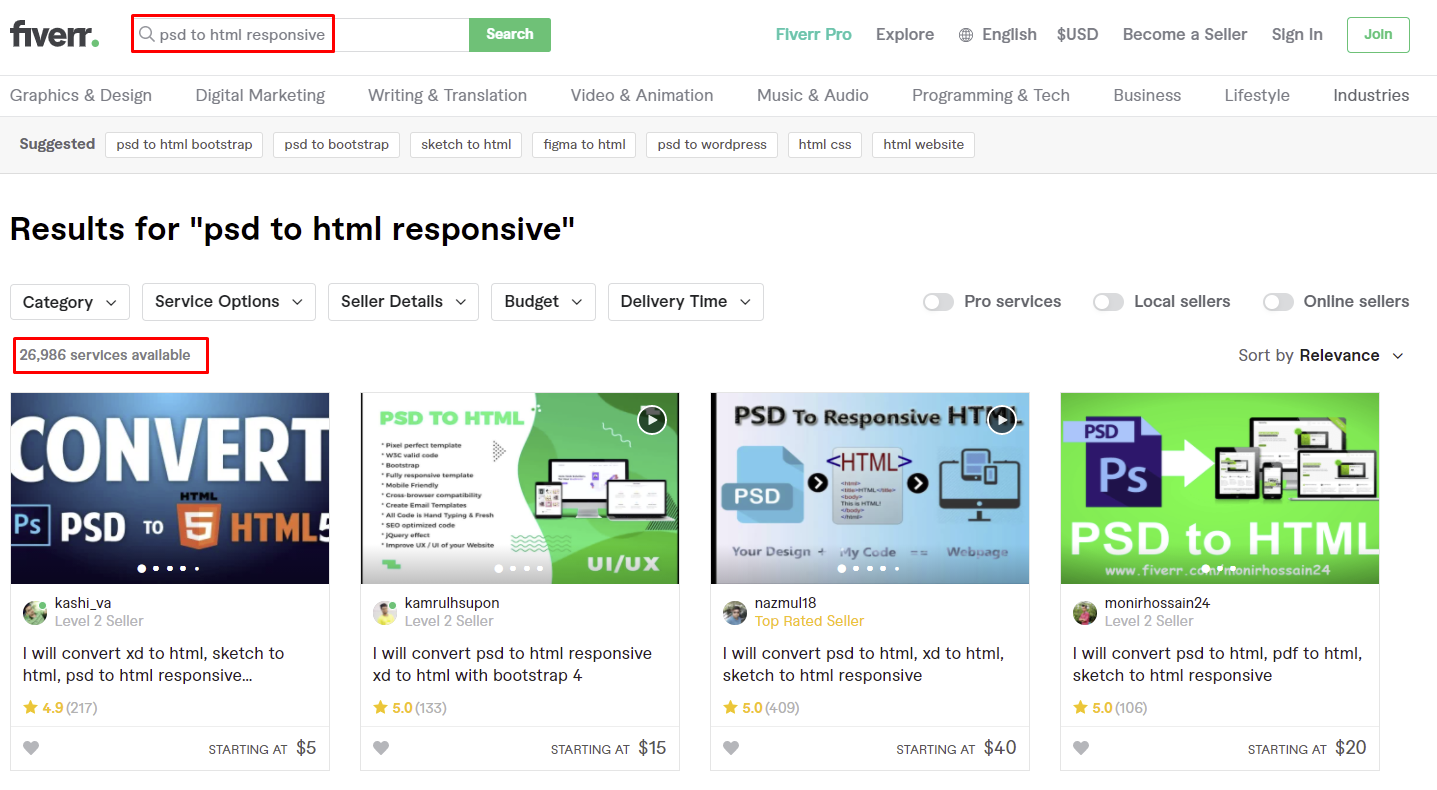 fiverr.
psd to html responsive
Search
Fiverr Pro
Explore
English
$USD
Become a Seller
Sign In
Join
Graphics & Design
Digital Marketing
Writing & Translation
Video & Animation
Music & Audio
Programming & Tech
Business
Lifestyle
Industries
Suggested
psd to html bootstrap
psd to bootstrap
sketch to html
figma to html
psd to wordpress
html css
html website
Results for "psd to html responsive"
Category
Service Options
Seller Details
Budget
Delivery Time
Pro services
Local sellers
Online sellers
26,986 services available
Sort by Relevance
CONVERT
Ps PSD TO HTML 5 HTML5
kashi_va
Level 2 Seller
I will convert xd to html, sketch to
html, psd to html responsive...
4.9 (217)
STARTING AT $5
PSD TO HTML
* Pixel perfect template
* W3C valid code
* Bootstrap
* Fully responsive template
* Mobile Friendly
* Cross-browser compatibility
* Create Email Templates
* All Code is Hand Typing & Fresh
* SEO optimized code
* JQuery effect
* Improve UX / UI of your Website
UI/UX
kamrulhsupon
Level 2 Seller
I will convert psd to html responsive
xd to html with bootstrap 4
5.0 (133)
STARTING AT $15
PSD To Responsive HTML
PSD
<HTML>
<html>
<title>HTML</title>
<body>
This is HTML!
</body>
</html>
Your Design + My Code == Webpage
nazmul18
Top Rated Seller
I will convert psd to html, xd to html,
sketch to html responsive
5.0 (409)
STARTING AT $40
PSD
Ps
PSD to HTML
www.fiverr.com/monirhossain24
monirhossain24
Level 2 Seller
I will convert psd to html, pdf to html,
sketch to html responsive
5.0 (106)
STARTING AT $20